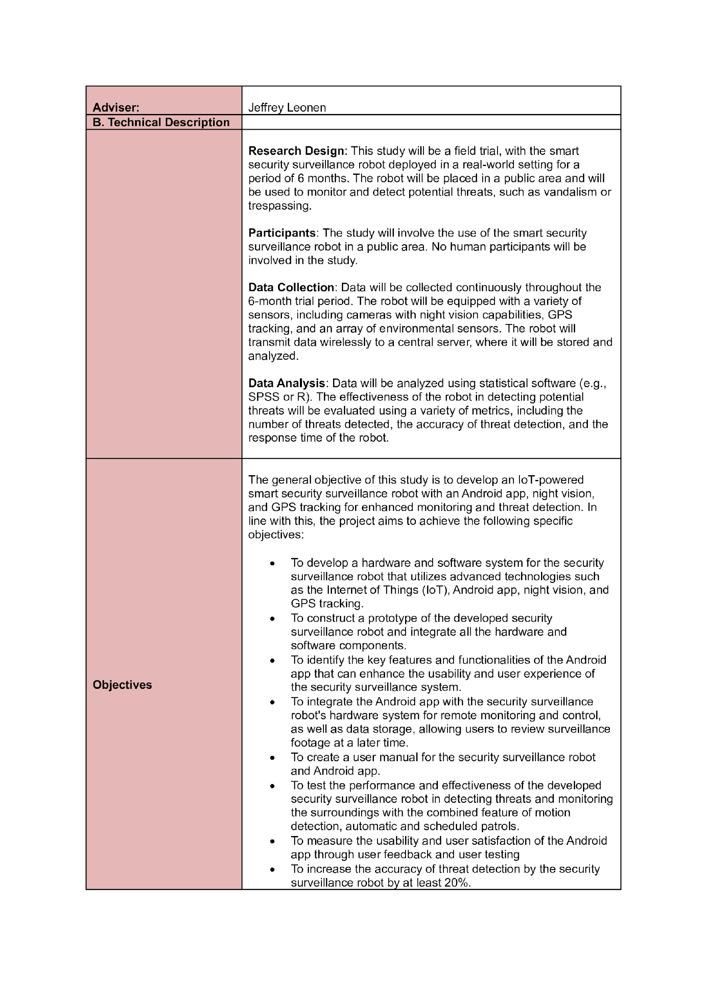 Adviser:
Jeffrey Leonen
B. Technical Description
Research Design: This study will be a field trial, with the smart
security surveillance robot deployed in a real-world setting for a
period of 6 months. The robot will be placed in a public area and will
be used to monitor and detect potential threats, such as vandalism or
trespassing.
Participants: The study will involve the use of the smart security
surveillance robot in a public area. No human participants will be
involved in the study.
Data Collection: Data will be collected continuously throughout the
6-month trial period. The robot will be equipped with a variety of
sensors, including cameras with night vision capabilities, GPS
tracking, and an array of environmental sensors. The robot will
transmit data wirelessly to a central server, where it will be stored and
analyzed.
Data Analysis: Data will be analyzed using statistical software (e.g.,
SPSS or R). The effectiveness of the robot in detecting potential
threats will be evaluated using a variety of metrics, including the
number of threats detected, the accuracy of threat detection, and the
response time of the robot.
Objectives
The general objective of this study is to develop an IoT-powered
smart security surveillance robot with an Android app, night vision,
and GPS tracking for enhanced monitoring and threat detection. In
line with this, the project aims to achieve the following specific
objectives:
• To develop a hardware and software system for the security
surveillance robot that utilizes advanced technologies such
as the Internet of Things (IoT), Android app, night vision, and
GPS tracking.
• To construct a prototype of the developed security
surveillance robot and integrate all the hardware and
software components.
• To identify the key features and functionalities of the Android
app that can enhance the usability and user experience of
the security surveillance system.
• To integrate the Android app with the security surveillance
robot's hardware system for remote monitoring and control,
as well as data storage, allowing users to review surveillance
footage at a later time.
• To create a user manual for the security surveillance robot
and Android app.
• To test the performance and effectiveness of the developed
security surveillance robot in detecting threats and monitoring
the surroundings with the combined feature of motion
detection, automatic and scheduled patrols.
• To measure the usability and user satisfaction of the Android
app through user feedback and user testing
• To increase the accuracy of threat detection by the security
surveillance robot by at least 20%.